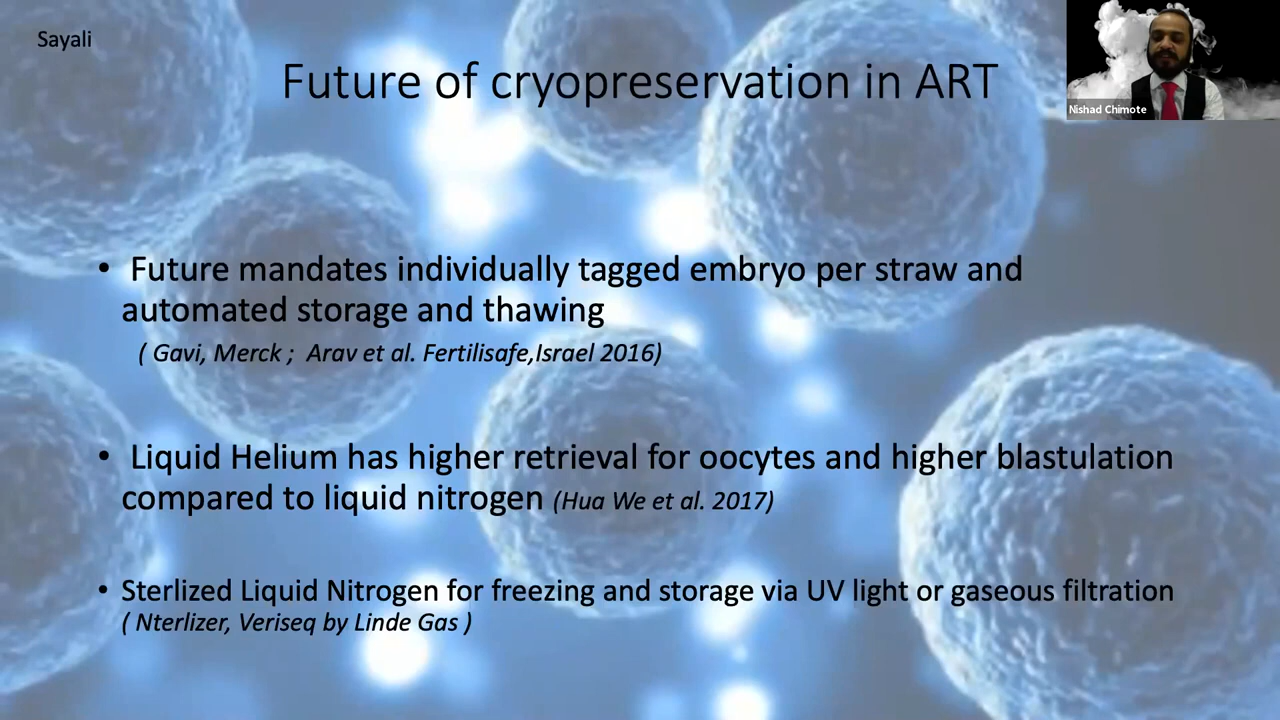 Sayali
Future of cryopreservation in ART
Nishad Chimote
• Future mandates individually tagged embryo per straw and
automated storage and thawing
( Gavi, Merck ; Arav et al. Fertilisafe,Israel 2016)
• Liquid Helium has higher retrieval for oocytes and higher blastulation
compared to liquid nitrogen (Hua We et al. 2017)
• Sterlized Liquid Nitrogen for freezing and storage via UV light or gaseous filtration
( Nterlizer, Veriseq by Linde Gas )